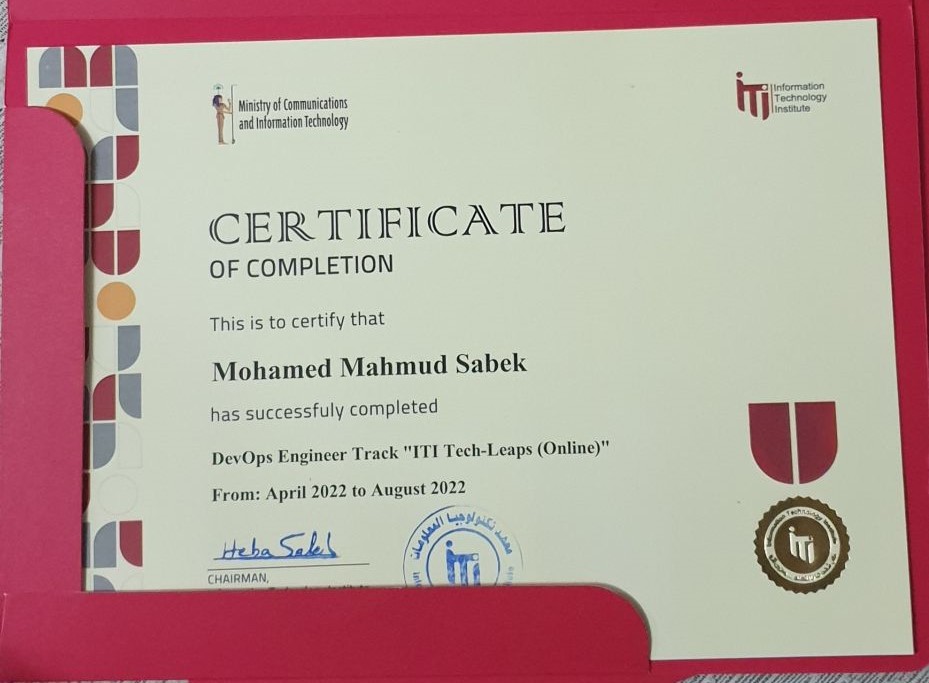 Ministry of Communications
and Information Technology
iTi
Information
Technology
Institute
CERTIFICATE
OF COMPLETION
This is to certify that
Mohamed Mahmud Sabek
has successfuly completed
DevOps Engineer Track "ITI Tech-Leaps (Online)"
From: April 2022 to August 2022
Heba Saleh
CHAIRMAN,
معهد تكنولوجيا المعلومات
iTi
Information Technology Institute
iTi